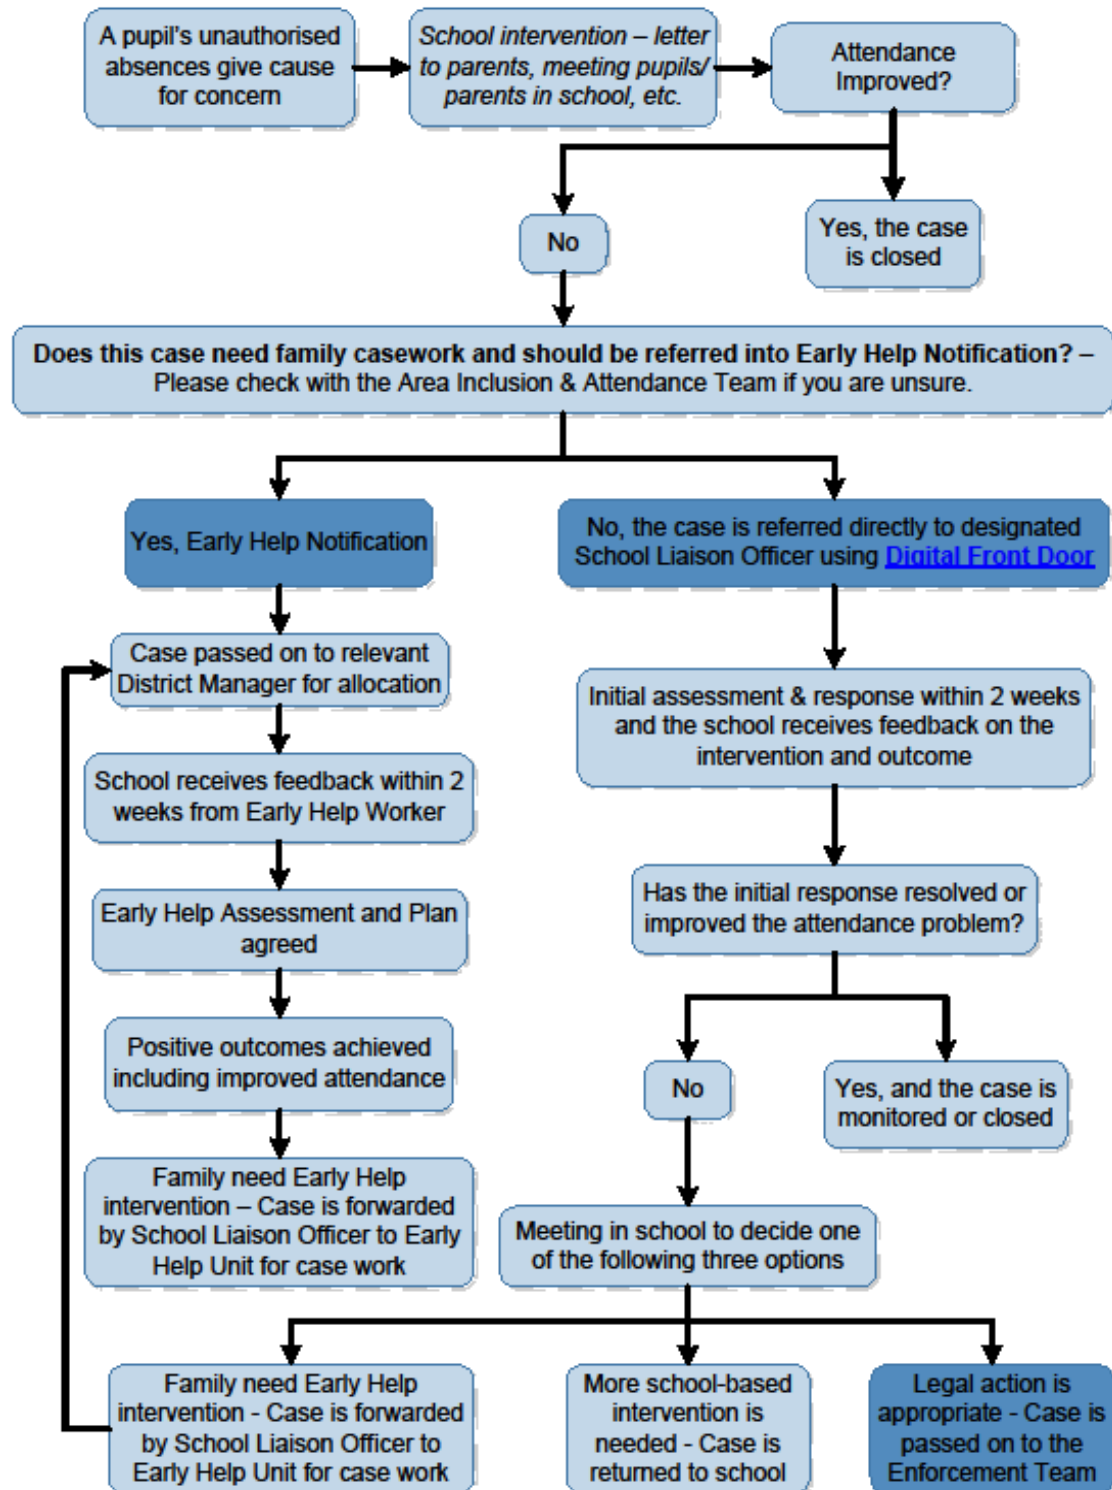 A pupil's unauthorised
absences give cause
for concern
School intervention – letter
to parents, meeting pupils/
parents in school, etc.
Attendance
Improved?
No
Yes, the case
is closed
Does this case need family casework and should be referred into Early Help Notification? –
Please check with the Area Inclusion & Attendance Team if you are unsure.
Yes, Early Help Notification
No, the case is referred directly to designated
School Liaison Officer using Digital Front Door
Case passed on to relevant
District Manager for allocation
Initial assessment & response within 2 weeks
and the school receives feedback on the
intervention and outcome
School receives feedback within 2
weeks from Early Help Worker
Has the initial response resolved or
improved the attendance problem?
Early Help Assessment and Plan
agreed
Positive outcomes achieved
including improved attendance
No
Yes, and the case is
monitored or closed
Family need Early Help
intervention – Case is forwarded
by School Liaison Officer to Early
Help Unit for case work
Meeting in school to decide one
of the following three options
Family need Early Help
intervention - Case is forwarded
by School Liaison Officer to
Early Help Unit for case work
More school-based
intervention is
needed - Case is
returned to school
Legal action is
appropriate - Case is
passed on to the
Enforcement Team